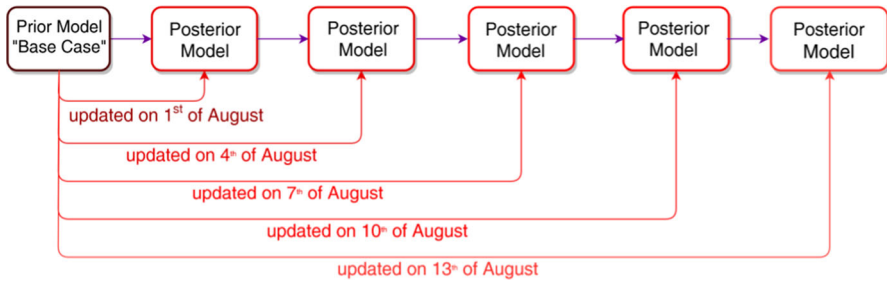 Prior Model
"Base Case"
Posterior
Model
Posterior
Model
Posterior
Model
Posterior
Model
Posterior
Model
updated on 1st of August
updated on 4th of August
updated on 7th of August
updated on 10th of August
updated on 13th of August